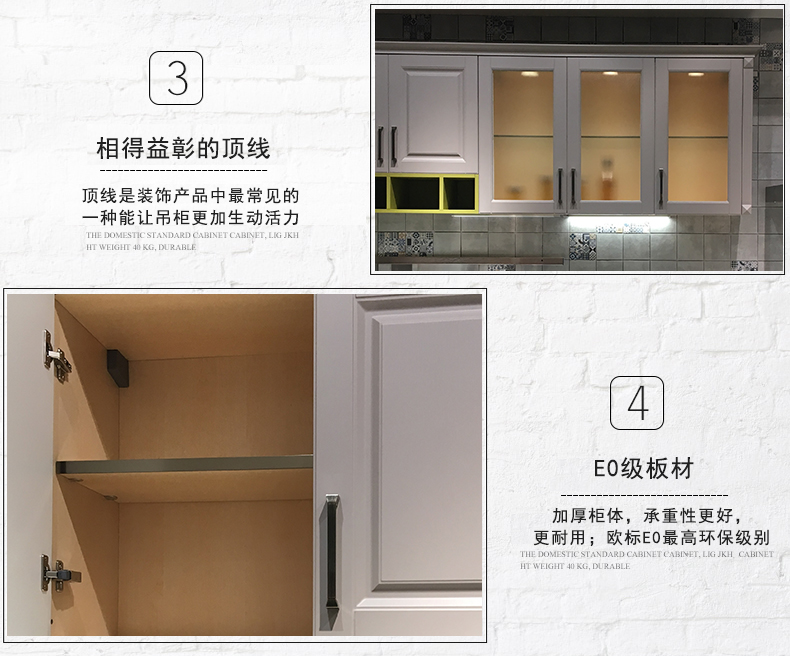 3
相得益彰的顶线
顶线是装饰产品中最常见的
一种能让吊柜更加生动活力
THE DOMESTIC STANDARD CABINET CABINET, LIG JKH
HT WEIGHT 40 KG, DURABLE
4
E0级板材
加厚柜体，承重性更好，
更耐用；欧标E0最高环保级别
THE DOMESTIC STANDARD CABINET CABINET, LIG JKH, CABINET
HT WEIGHT 40 KG, DURABLE